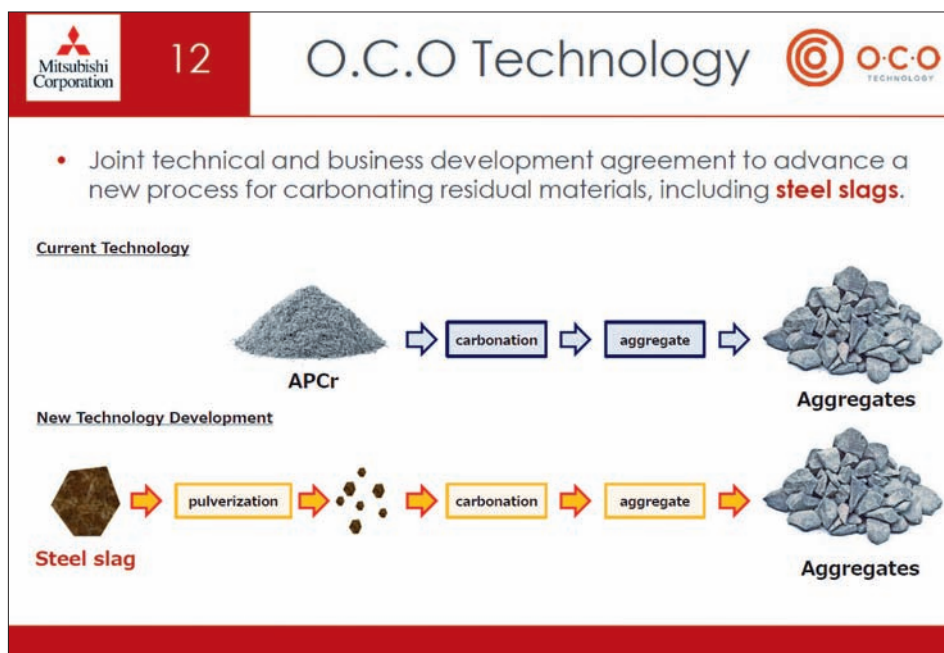 Mitsubishi
Corporation
12
O.C.O Technology
O·C·O
TECHNOLOGY
• Joint technical and business development agreement to advance a
new process for carbonating residual materials, including steel slags.
Current Technology
APCr
carbonation
aggregate
Aggregates
New Technology Development
Steel slag
pulverization
carbonation
aggregate
Aggregates